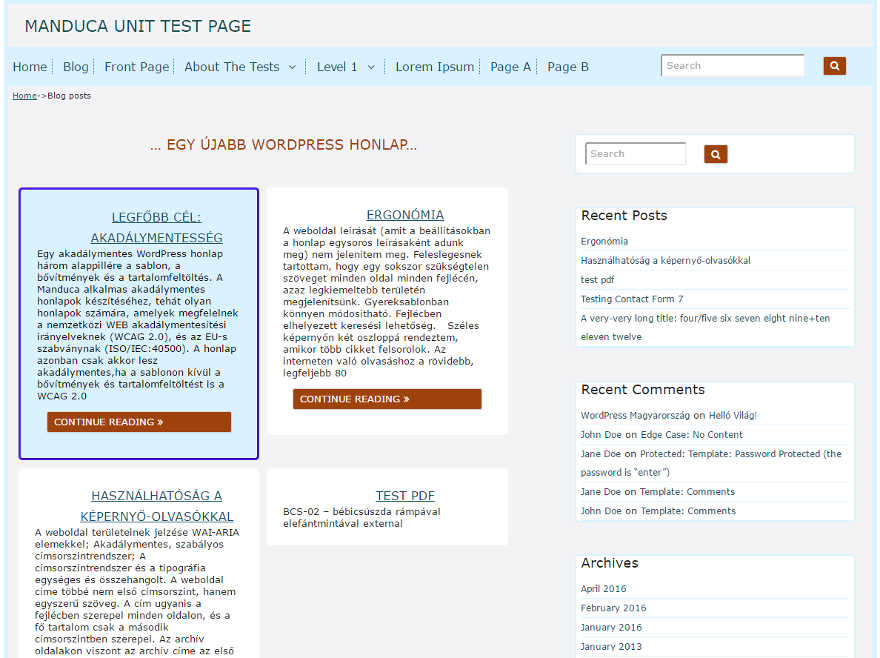 MANDUCA UNIT TEST PAGE
Home Blog Front Page About The Tests Level 1 Lorem Ipsum Page A Page B Search
Home->Blog posts
... EGY ÚJABB WORDPRESS HONLAP...
LEGFŐBB CÉL:
AKADÁLYMENTESSÉG
Egy akadálymentes WordPress honlap
három alappillére a sablon, a
bővítmények és a tartalomfeltöltés. A
Manduca alkalmas akadálymentes
honlapok készítéséhez, tehát olyan
honlapok számára, amelyek megfelelnek
a nemzetközi WEB akadálymentesítési
irányelveknek (WCAG 2.0), és az EU-s
szabványnak (ISO/IEC:40500). A honlap
azonban csak akkor lesz
akadálymentes,ha a sablonon kívül a
bővítmények és tartalomfeltöltést is a
WCAG 2.0
CONTINUE READING »
ERGONÓMIA
A weboldal leírását (amit a beállításokban
a honlap egysoros leírásaként adunk
meg) nem jelenítem meg. Feleslegesnek
tartottam, hogy egy sokszor szükségtelen
szöveget minden oldal minden fejlécén,
azaz legkiemeltebb területén
megjelenítsünk. Gyereksablonban
könnyen módosítható. Fejlécben
elhelyezett keresési lehetőség. Széles
képernyőn két oszloppá rendeztem,
amikor több cikket felsorolok. Az
interneten való olvasáshoz a rövidebb,
legfeljebb 80
CONTINUE READING »
HASZNÁLHATÓSÁG A
KÉPERNYŐ-OLVASÓKKAL
A weboldal területeinek jelzése WAI-ARIA
elemekkel; Akadálymentes, szabályos
címsorszintrendszer; A
címsorszintrendszer és a tipográfia
egységes és összehangolt. A weboldal
címe többé nem első címsorszint, hanem
egyszerű szöveg. A cím ugyanis a
fejlécben szerepel minden oldalon, és a
fő tartalom csak a második
címsorszintben szerepel. Az archív
oldalakon viszont az archív címe az első
TEST PDF
BCS-02 – bébicsúszda rámpával
elefántmintával external
Search
Recent Posts
Ergonómia
Használhatóság a képernyő-olvasókkal
test pdf
Testing Contact Form 7
A very-very long title: four/five six seven eight nine+ten
eleven twelve
Recent Comments
WordPress Magyarország on Helló Világ!
John Doe on Edge Case: No Content
Jane Doe on Protected: Template: Password Protected (the
password is "enter")
Jane Doe on Template: Comments
John Doe on Template: Comments
Archives
April 2016
February 2016
January 2016
January 2013